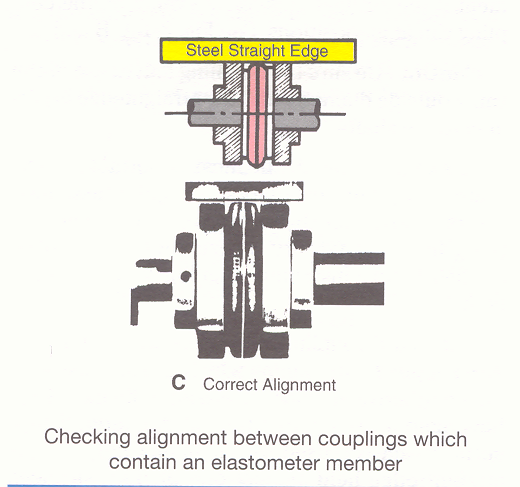 Steel Straight Edge
C Correct Alignment
Checking alignment between couplings which
contain an elastometer member